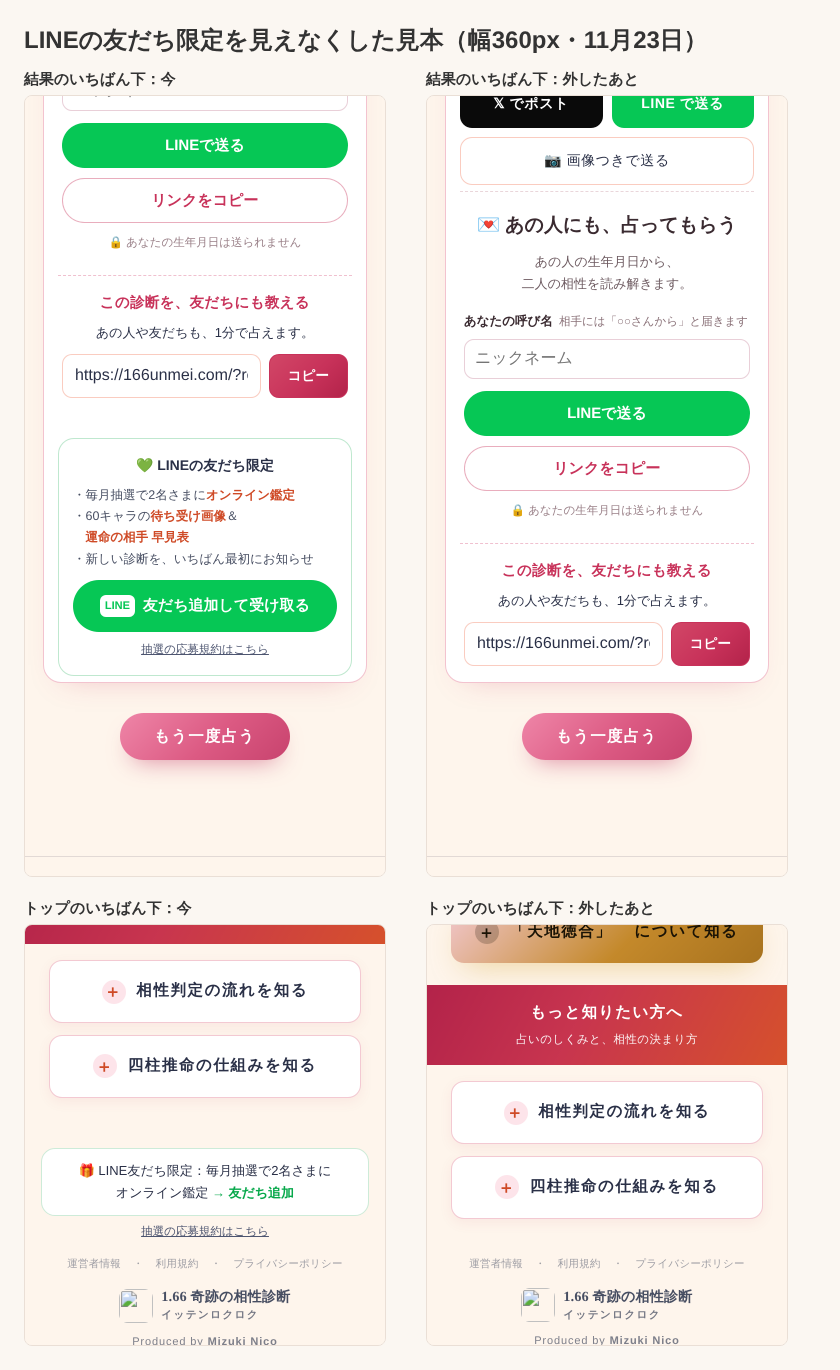 LINEの友だち限定を見えなくした見本（幅360px・11月23日）
結果のいちばん下：今
LINEで送る
リンクをコピー
🔒 あなたの生年月日は送られません
この診断を、友だちにも教える
あの人や友だちも、1分で占えます。
https://166unmei.com/?r
コピー
💚 LINEの友だち限定
・毎月抽選で2名さまにオンライン鑑定
・60キャラの待ち受け画像＆
運命の相手 早見表
・新しい診断を、いちばん最初にお知らせ
LINE 友だち追加して受け取る
抽選の応募規約はこちら
もう一度占う
結果のいちばん下：外したあと
𝕏 でポスト
LINE で送る
📷 画像つきで送る
💌 あの人にも、占ってもらう
あの人の生年月日から、
二人の相性を読み解きます。
あなたの呼び名 相手には「○○さんから」と届きます
ニックネーム
LINEで送る
リンクをコピー
🔒 あなたの生年月日は送られません
この診断を、友だちにも教える
あの人や友だちも、1分で占えます。
https://166unmei.com/?r
コピー
もう一度占う
トップのいちばん下：今
+ 相性判定の流れを知る
+ 四柱推命の仕組みを知る
🎁 LINE友だち限定：毎月抽選で2名さまに
オンライン鑑定 → 友だち追加
抽選の応募規約はこちら
運営者情報 ・ 利用規約 ・ プライバシーポリシー
1.66 奇跡の相性診断
イッテンロクロク
Produced by Mizuki Nico
トップのいちばん下：外したあと
+ 「天地徳合」 について知る
もっと知りたい方へ
占いのしくみと、相性の決まり方
+ 相性判定の流れを知る
+ 四柱推命の仕組みを知る
運営者情報 ・ 利用規約 ・ プライバシーポリシー
1.66 奇跡の相性診断
イッテンロクロク
Produced by Mizuki Nico